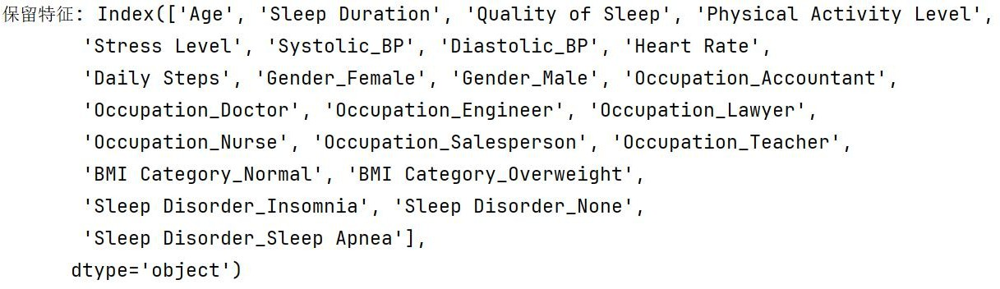 保留特征: Index(['Age', 'Sleep Duration', 'Quality of Sleep', 'Physical Activity Level',
'Stress Level', 'Systolic_BP', 'Diastolic_BP', 'Heart Rate',
'Daily Steps', 'Gender_Female', 'Gender_Male', 'Occupation_Accountant',
'Occupation_Doctor', 'Occupation_Engineer', 'Occupation_Lawyer',
'Occupation_Nurse', 'Occupation_Salesperson', 'Occupation_Teacher',
'BMI Category_Normal', 'BMI Category_Overweight',
'Sleep Disorder_Insomnia', 'Sleep Disorder_None',
'Sleep Disorder_Sleep Apnea'],
dtype='object')